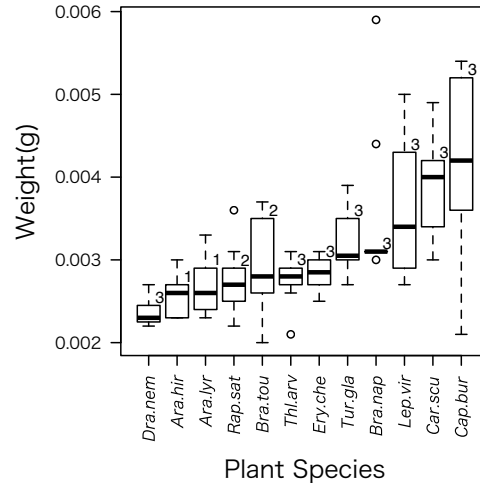 0.006
0.005
0.004
0.003
0.002
Weight(g)
3 1 1 2 2 3 3 3 3 3 3 3
Dra.nem
Ara.hir
Ara.lyr
Rap.sat
Bra.tou
Thl.arv
Ery.che
Tur.gla
Bra.nap
Lep.vir
Car.scu
Cap.bur
Plant Species